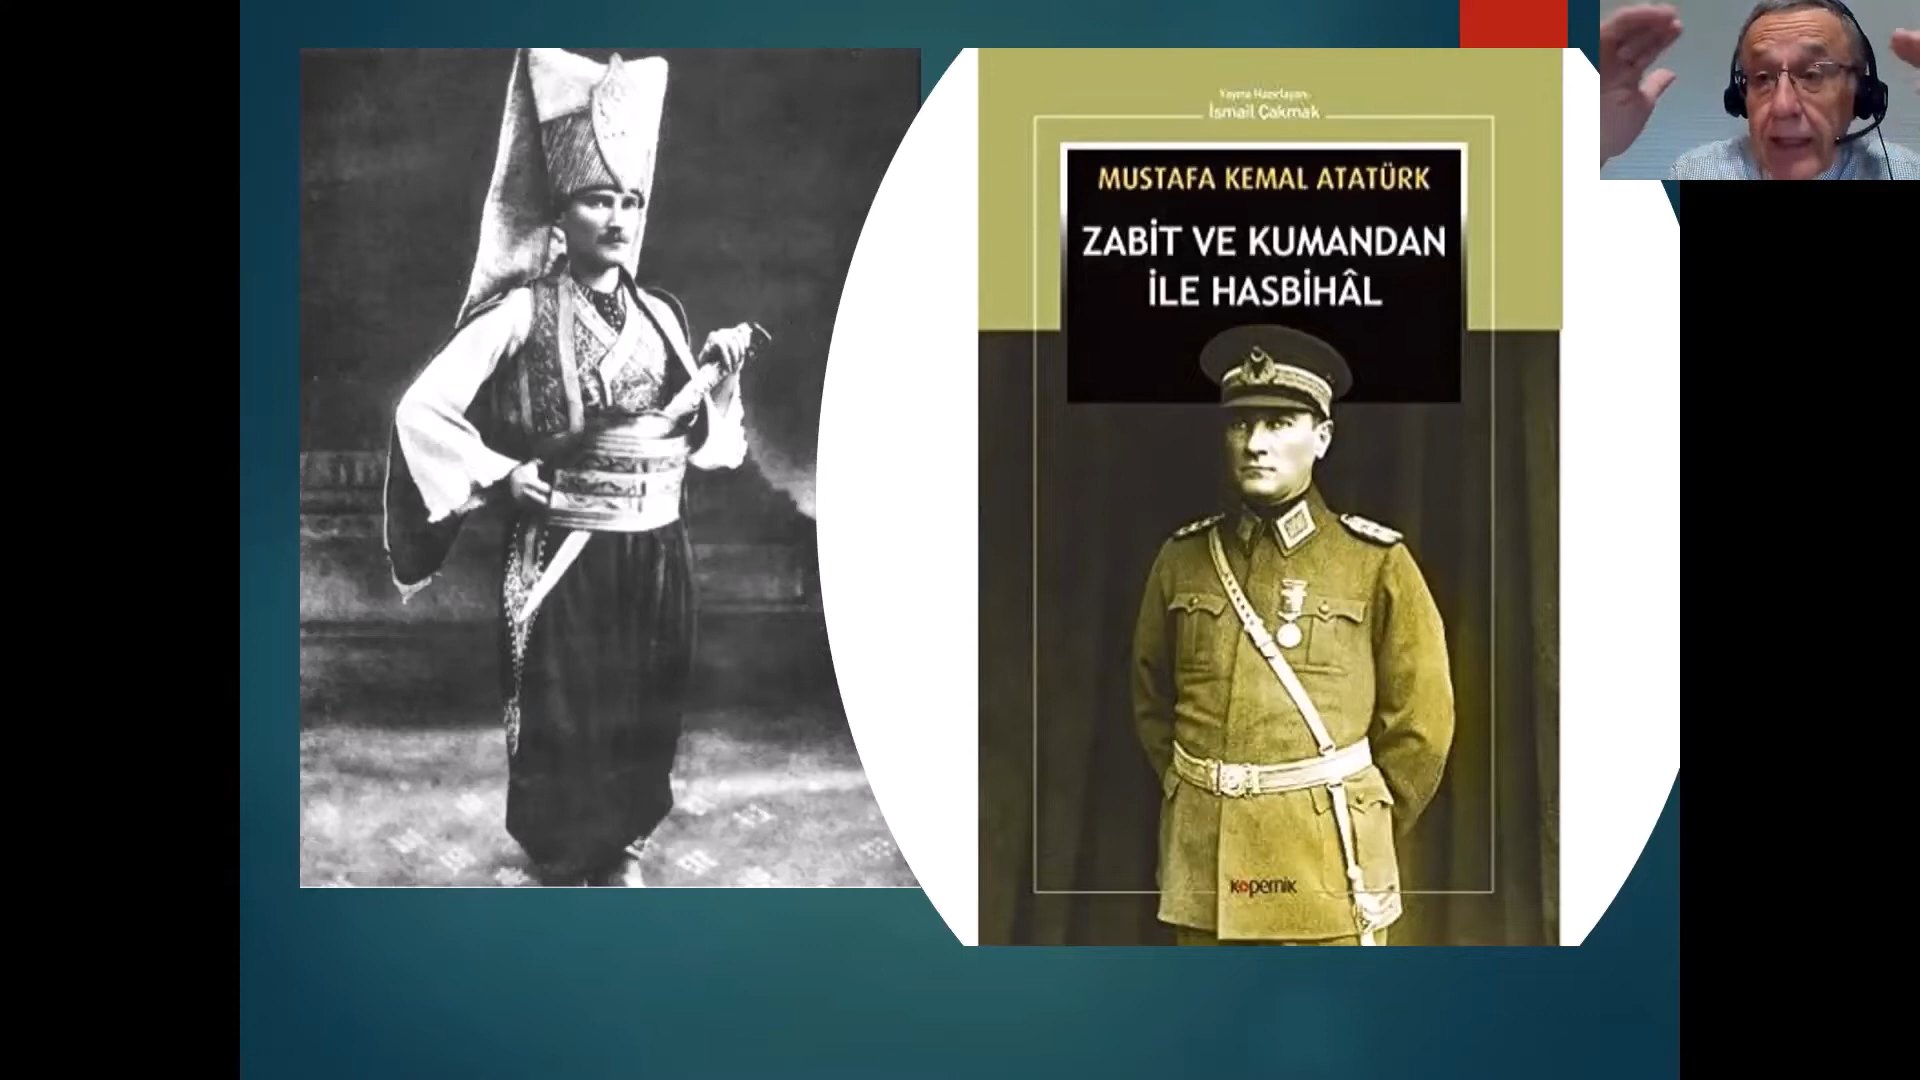 Yayına Hazırlayan:
İsmail Çakmak
MUSTAFA KEMAL ATATÜRK
ZABİT VE KUMANDAN
İLE HASBİHÂL
kopernik